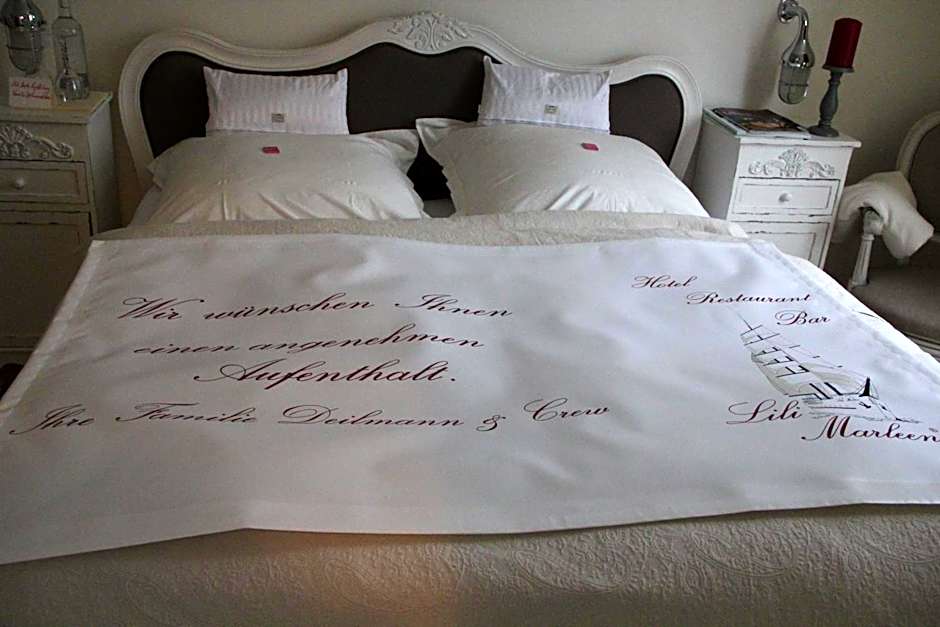 Wir wünschen Ihnen
einen angenehmen
Aufenthalt.
Ihre Familie Deilmann & Crew
Hotel
Restaurant
Bar
Lili
Marleen